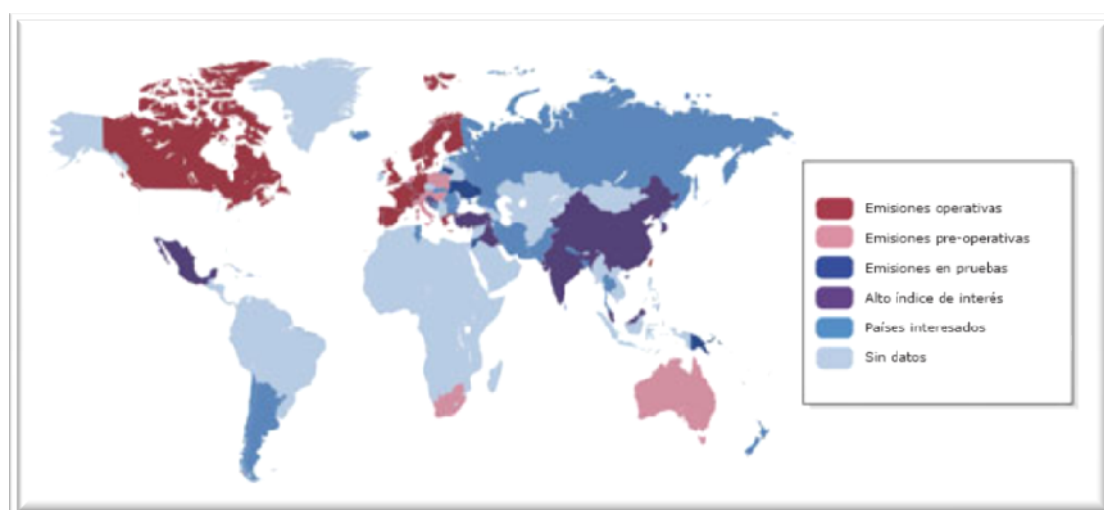 Emisiones operativas
Emisiones pre-operativas
Emisiones en pruebas
Alto índice de interés
Países interesados
Sin datos